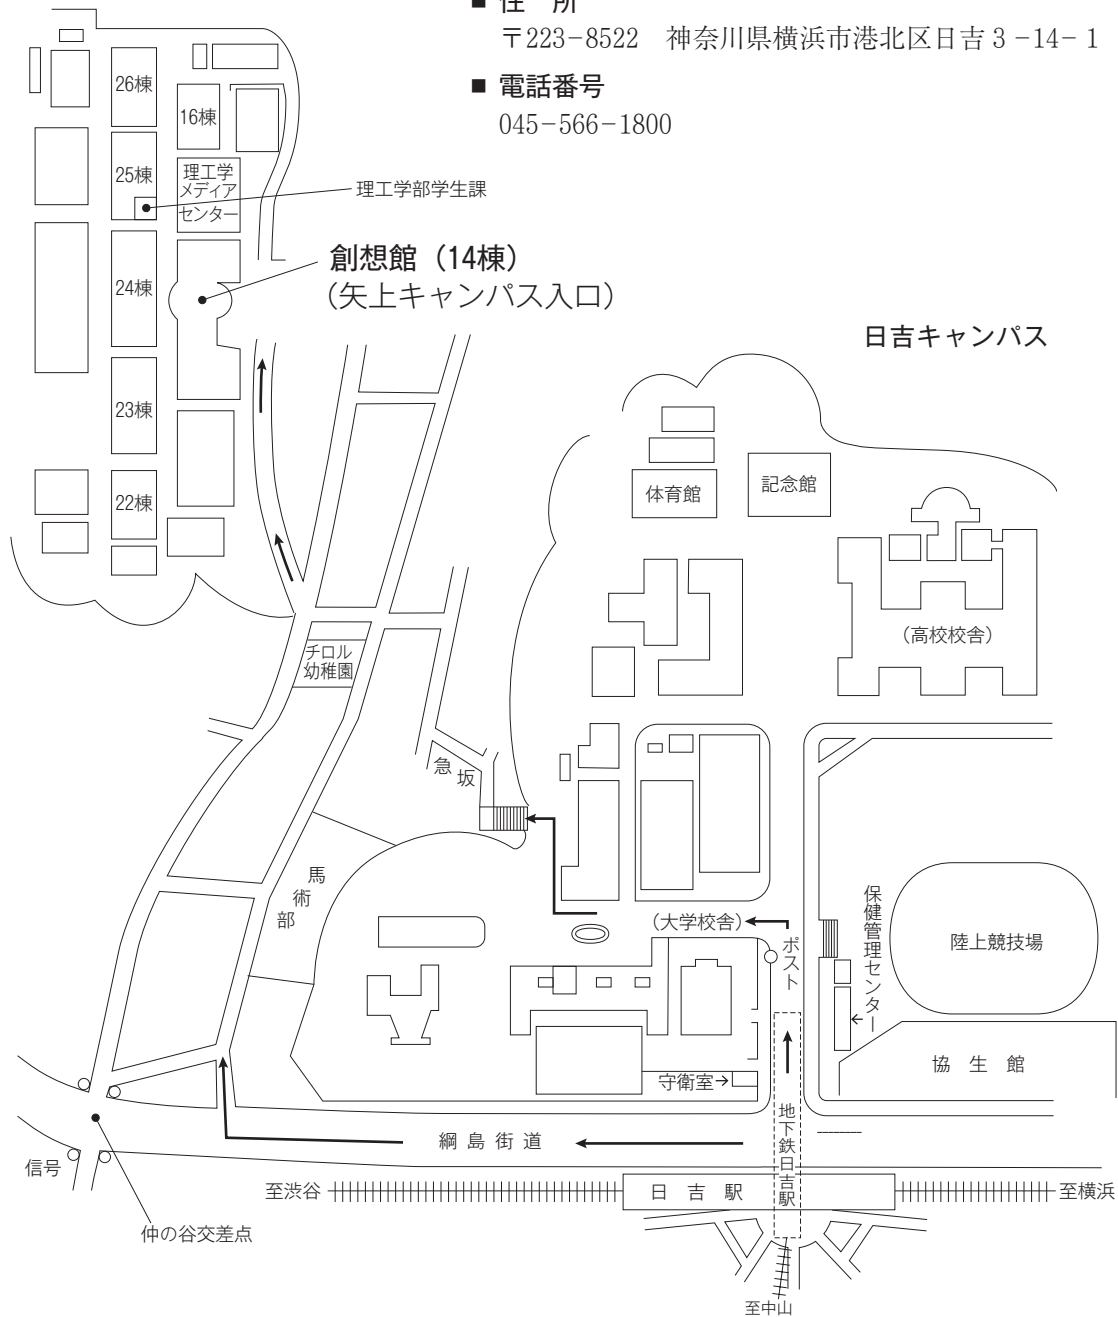 ■ 住 所
〒223-8522 神奈川県横浜市港北区日吉3-14-1
■ 電話番号
045-566-1800
26棟
16棟
25棟
理工学
メディア
センター
理工学部学生課
創想館（14棟）
（矢上キャンパス入口）
24棟
日吉キャンパス
23棟
22棟
体育館
記念館
（高校校舎）
チロル
幼稚園
急坂
馬術部
（大学校舎）
ポスト
保健管理センター
陸上競技場
協生館
守衛室
地下鉄日吉駅
綱島街道
信号
至渋谷
日吉駅
至横浜
仲の谷交差点
至中山